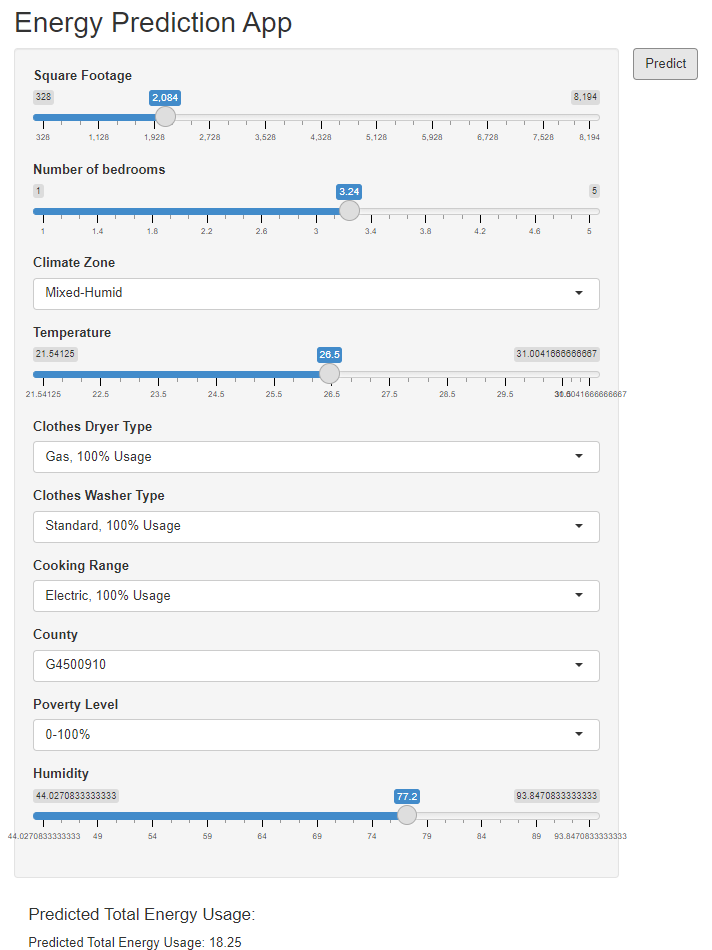 Energy Prediction App
Predict
Square Footage
328 2,084 8,194
328 1,128 1,928 2,728 3,528 4,328 5,128 5,928 6,728 7,528 8,194
Number of bedrooms
1 3.24 5
1 1.4 1.8 2.2 2.6 3 3.4 3.8 4.2 4.6 5
Climate Zone
Mixed-Humid
Temperature
21.54125 26.5 31.0041666666667
21.54125 22.5 23.5 24.5 25.5 26.5 27.5 28.5 29.5 30.5 31.0041666666667
Clothes Dryer Type
Gas, 100% Usage
Clothes Washer Type
Standard, 100% Usage
Cooking Range
Electric, 100% Usage
County
G4500910
Poverty Level
0-100%
Humidity
44.0270833333333 77.2 93.8470833333333
44.0270833333333 49 54 59 64 69 74 79 84 89 93.8470833333333
Predicted Total Energy Usage:
Predicted Total Energy Usage: 18.25